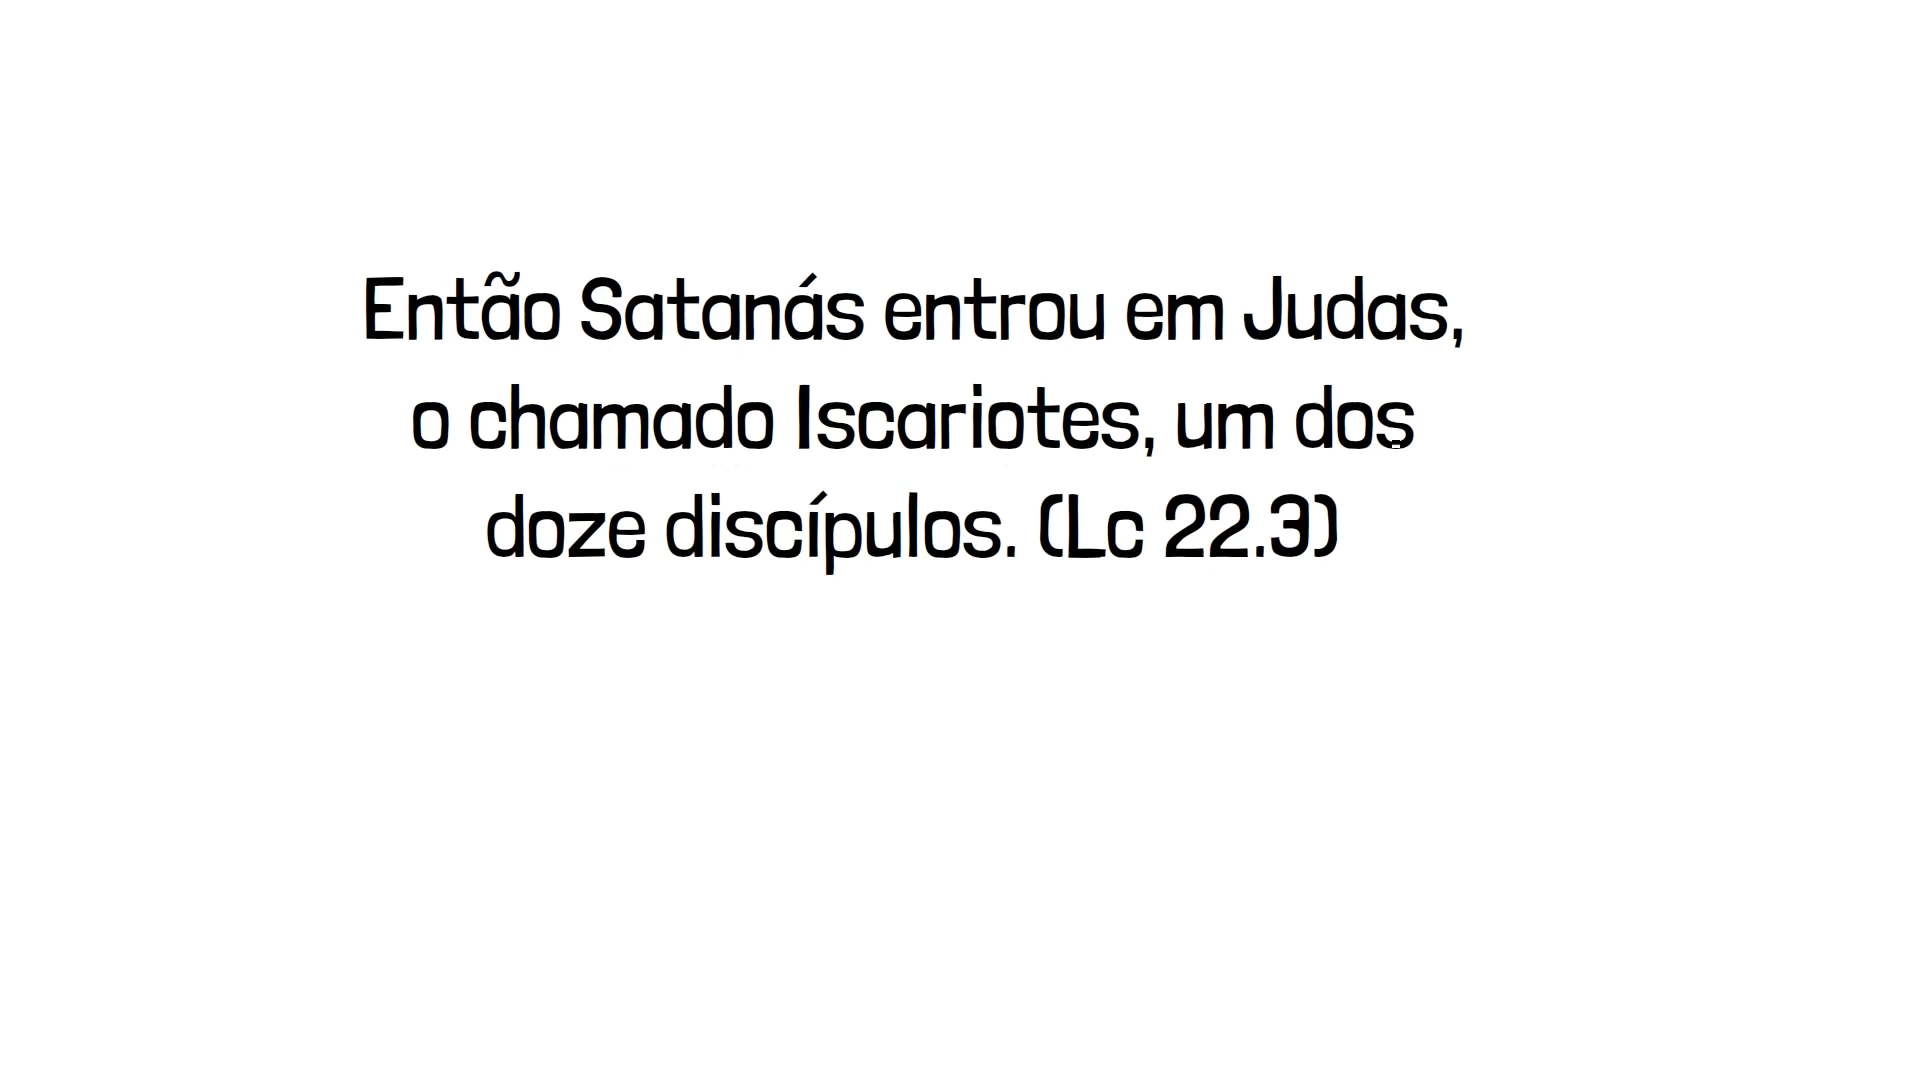 Então Satanás entrou em Judas,
o chamado Iscariotes, um dos
doze discípulos. (Lc 22.3)